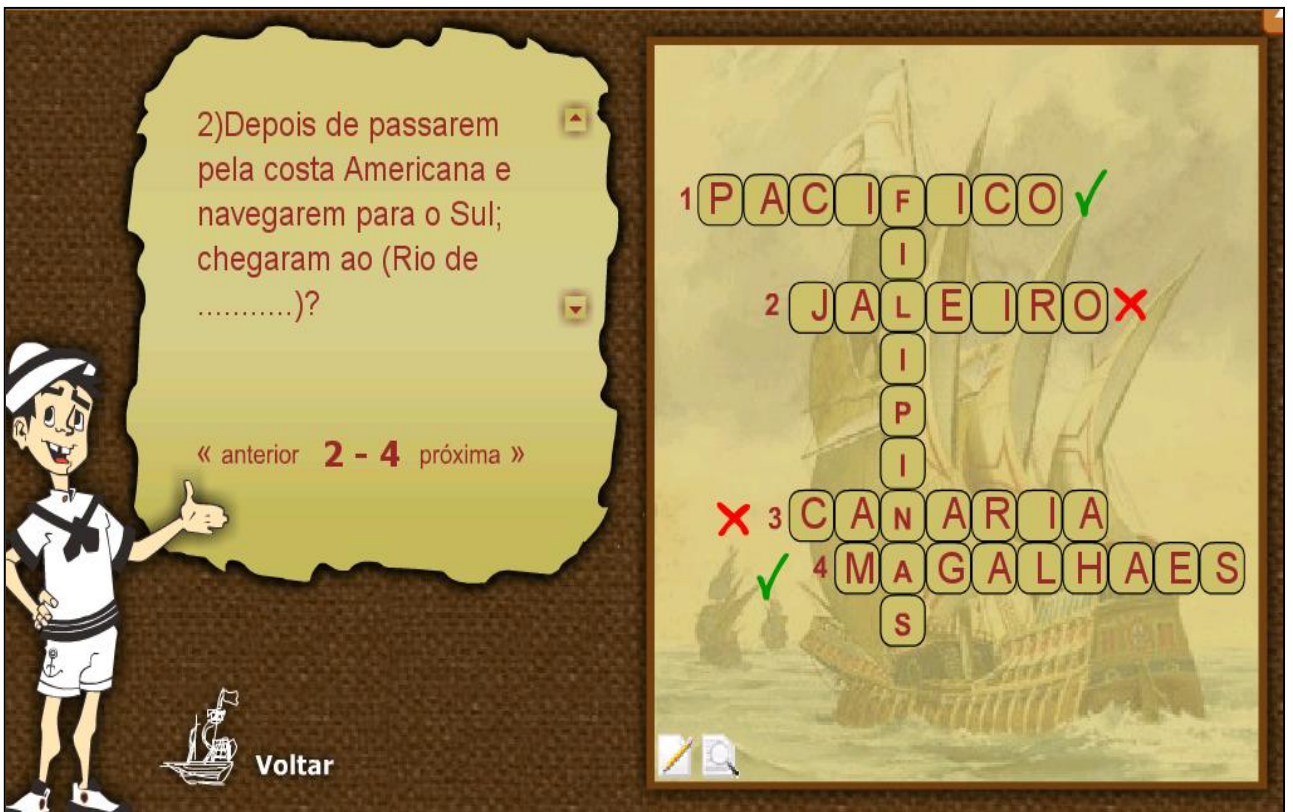 2)Depois de passarem
pela costa Americana e
navegarem para o Sul;
chegaram ao (Rio de
...........)?
« anterior 2 - 4 próxima »
Voltar
1 PACIFICO
I
2 JALEIRO
I
P
I
3 CANARIA
4 MAGALHAES
S